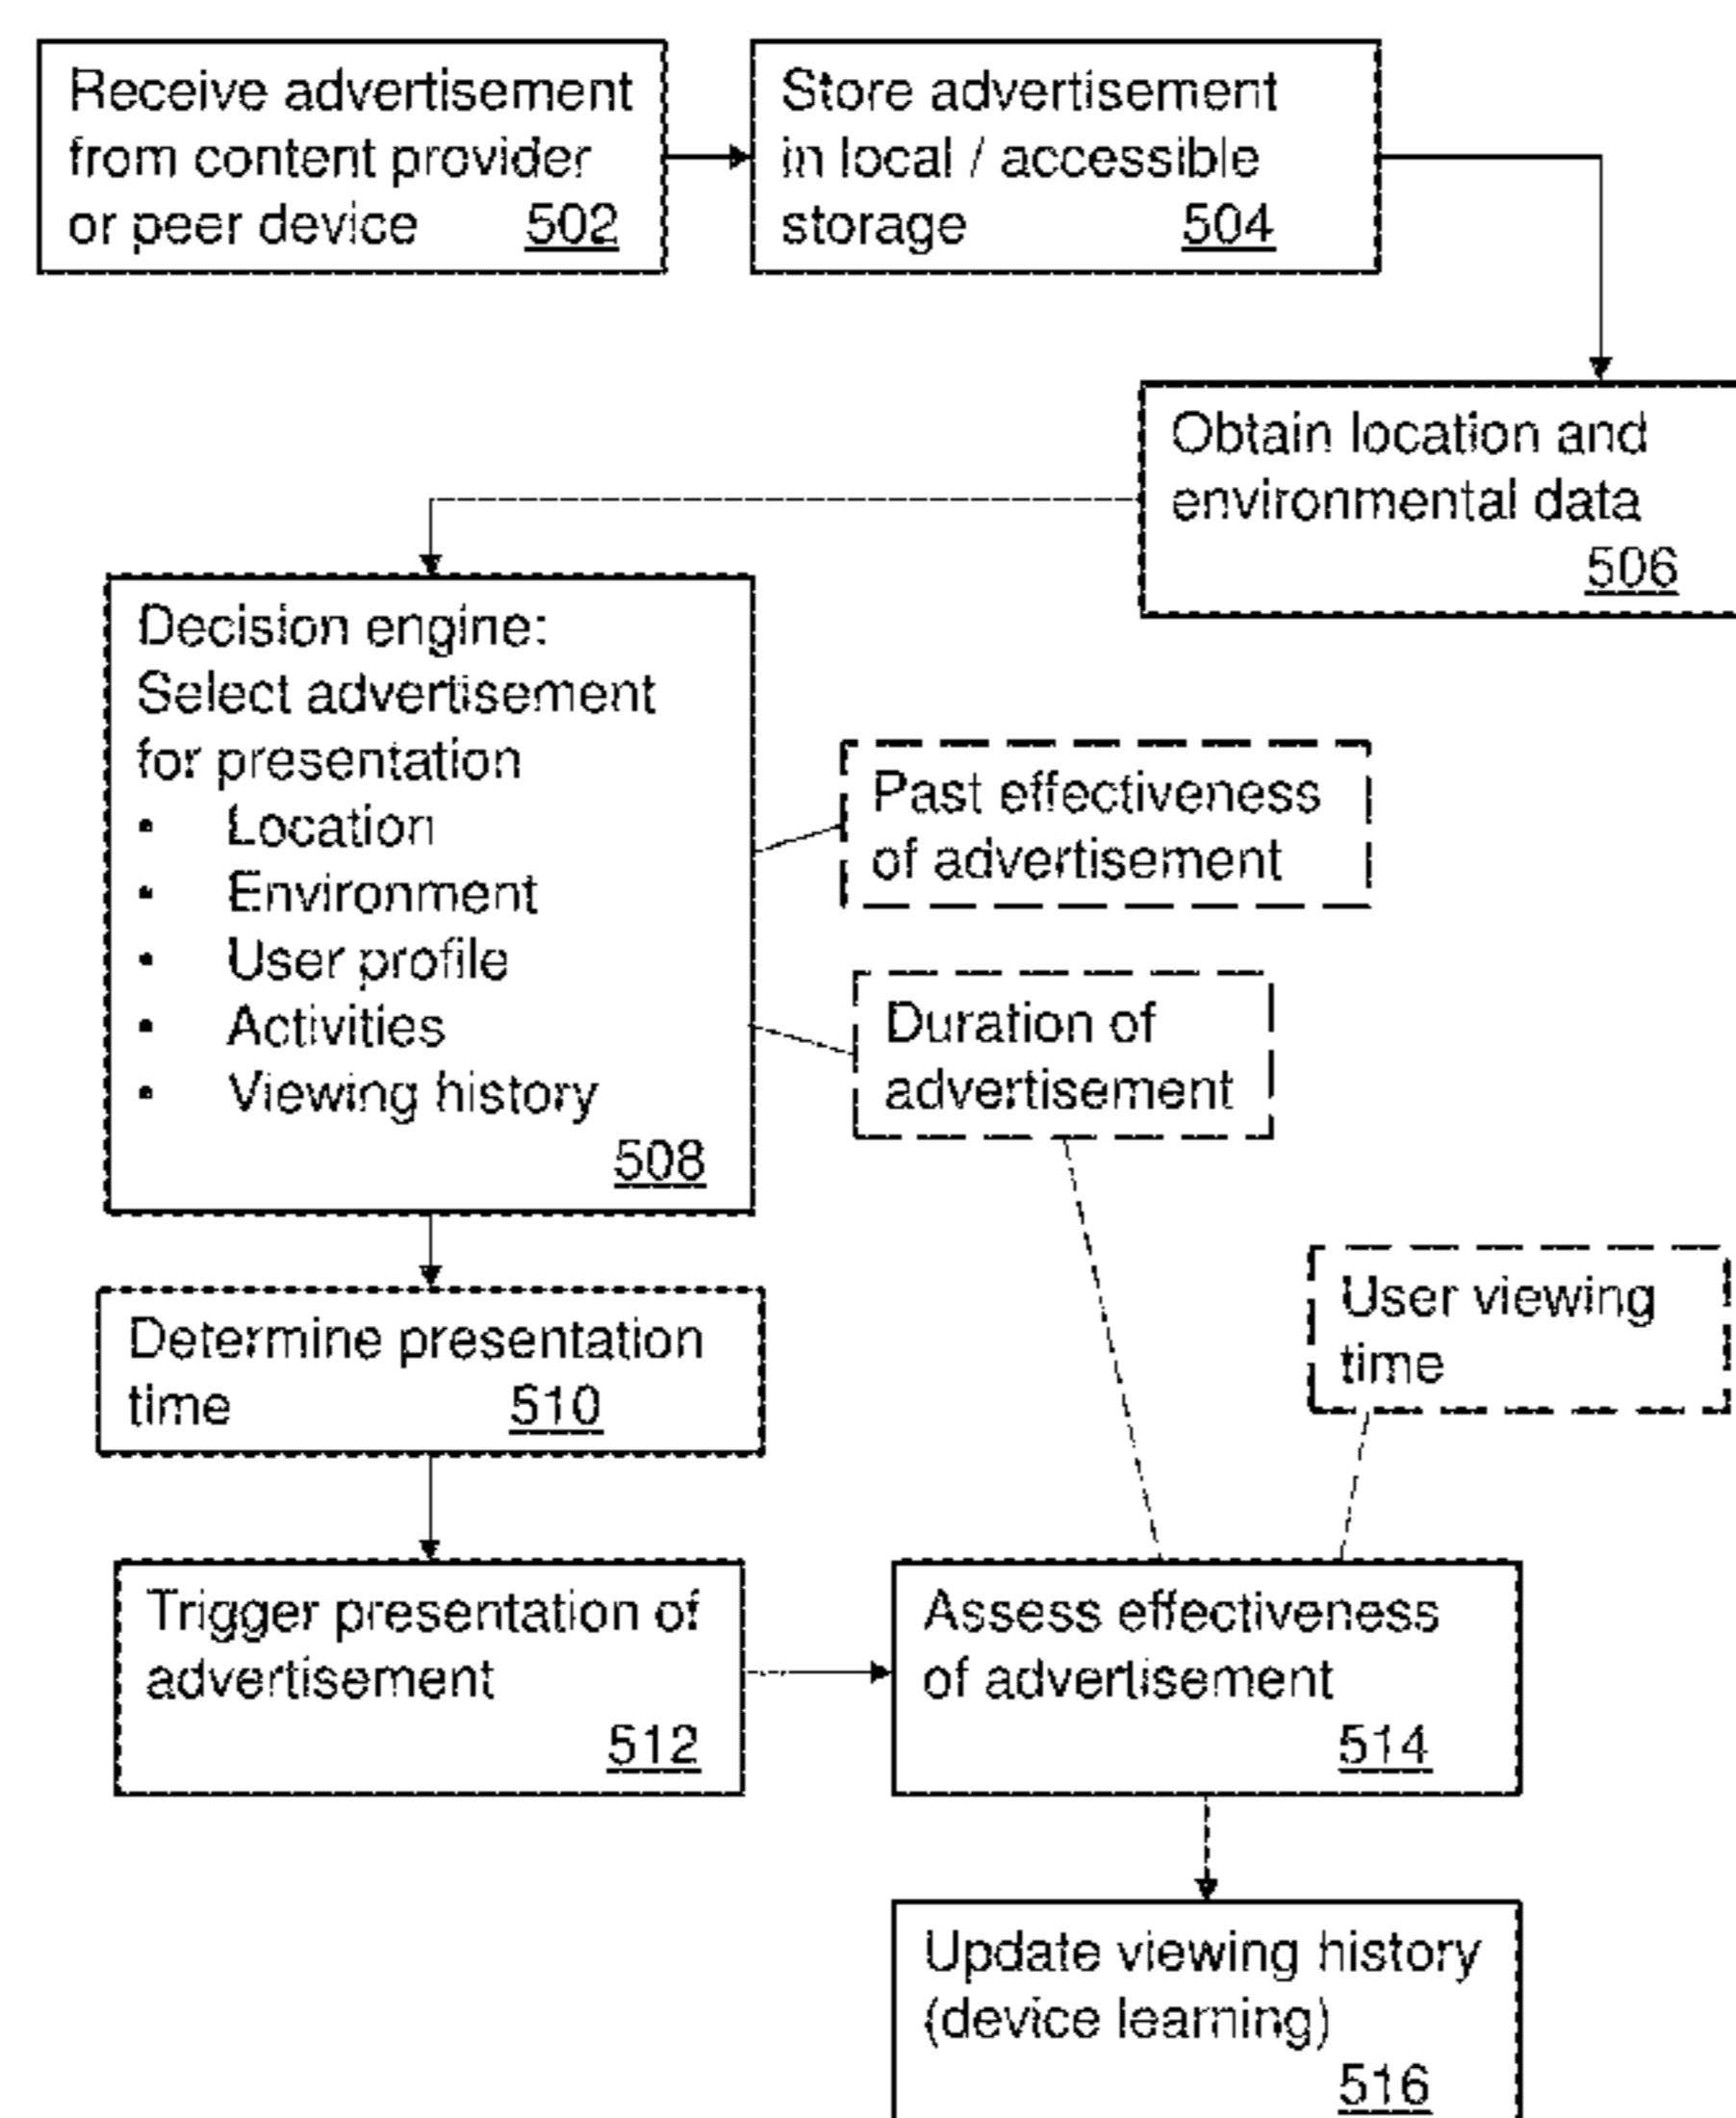 Receive advertisement
from content provider
or peer device 502
Store advertisement
in local / accessible
storage 504
Obtain location and
environmental data
506
Decision engine:
Select advertisement
for presentation
• Location
• Environment
• User profile
• Activities
• Viewing history
508
Past effectiveness
of advertisement
Duration of
advertisement
Determine presentation
time 510
User viewing
time
Trigger presentation of
advertisement
512
Assess effectiveness
of advertisement
514
Update viewing history
(device learning)
516